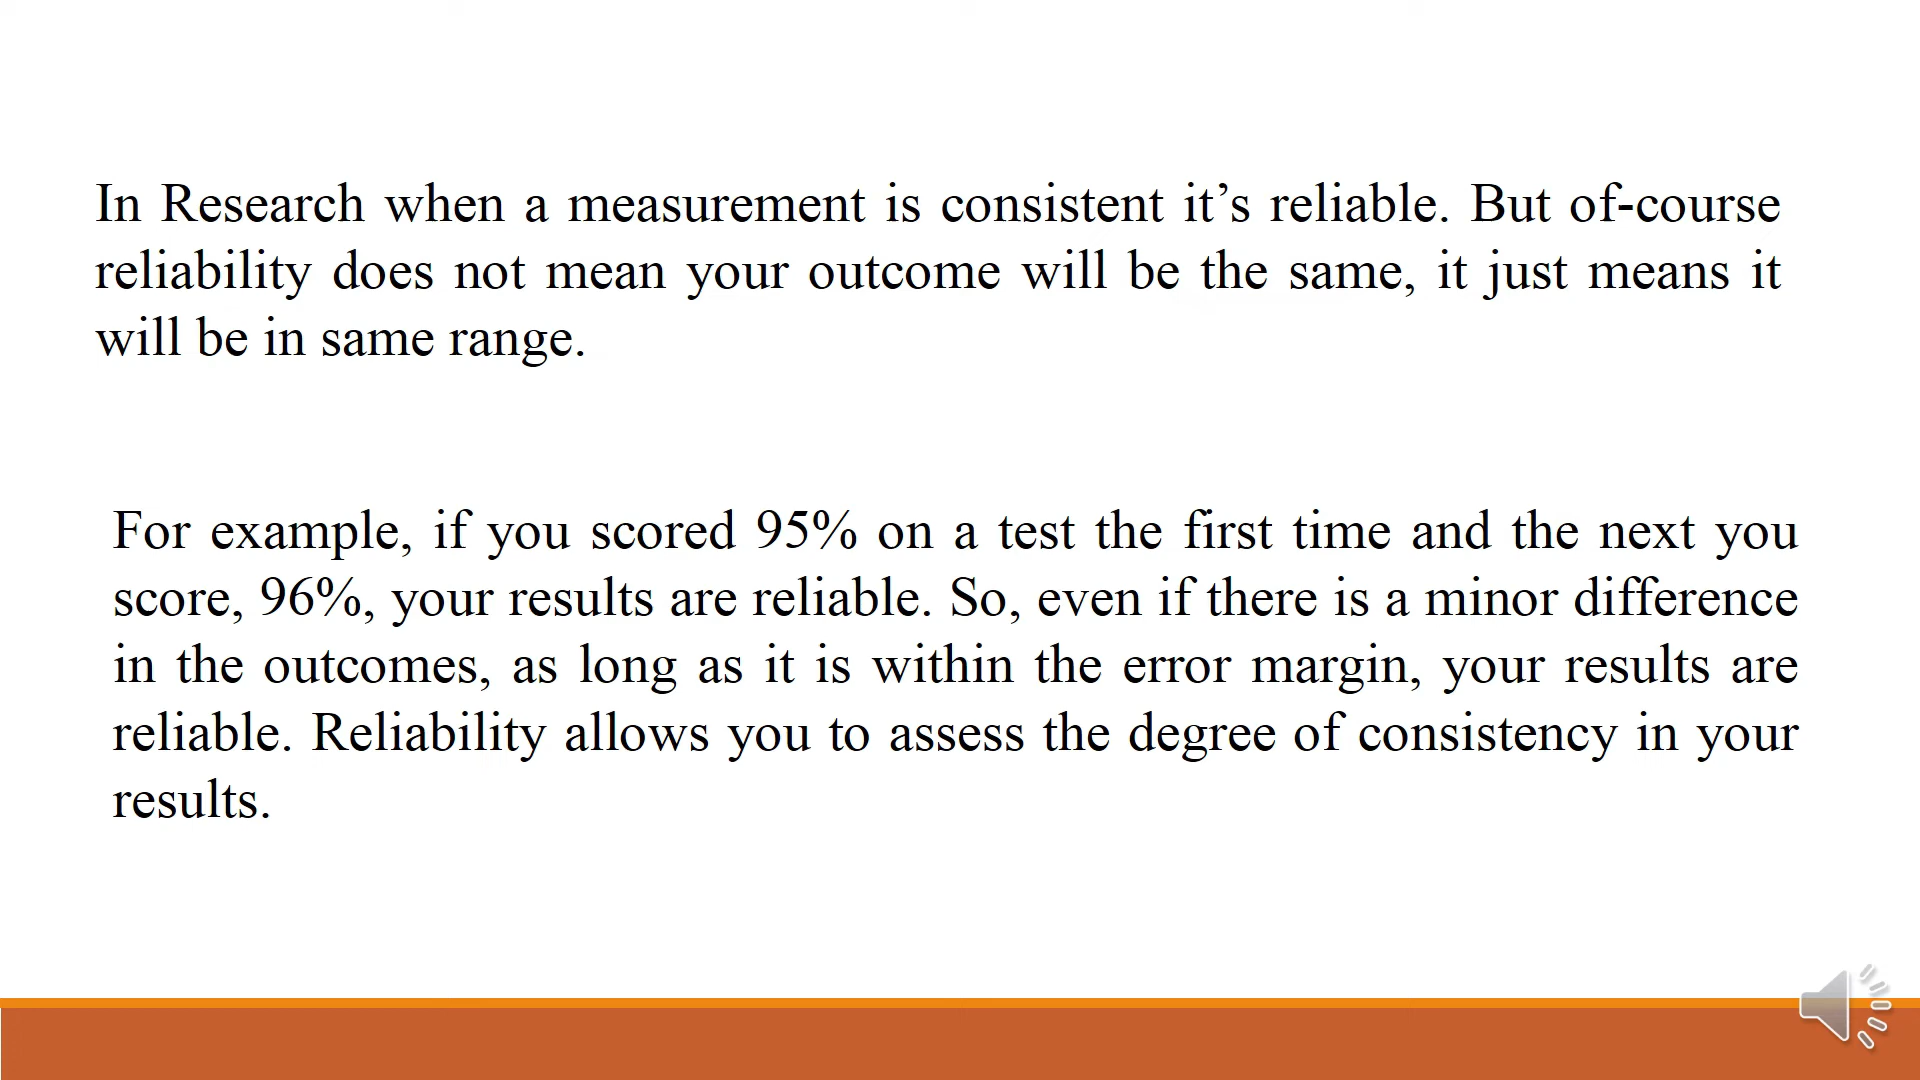 In Research when a measurement is consistent it’s reliable. But of-course
reliability does not mean your outcome will be the same, it just means it
will be in same range.
For example, if you scored 95% on a test the first time and the next you
score, 96%, your results are reliable. So, even if there is a minor difference
in the outcomes, as long as it is within the error margin, your results are
reliable. Reliability allows you to assess the degree of consistency in your
results.